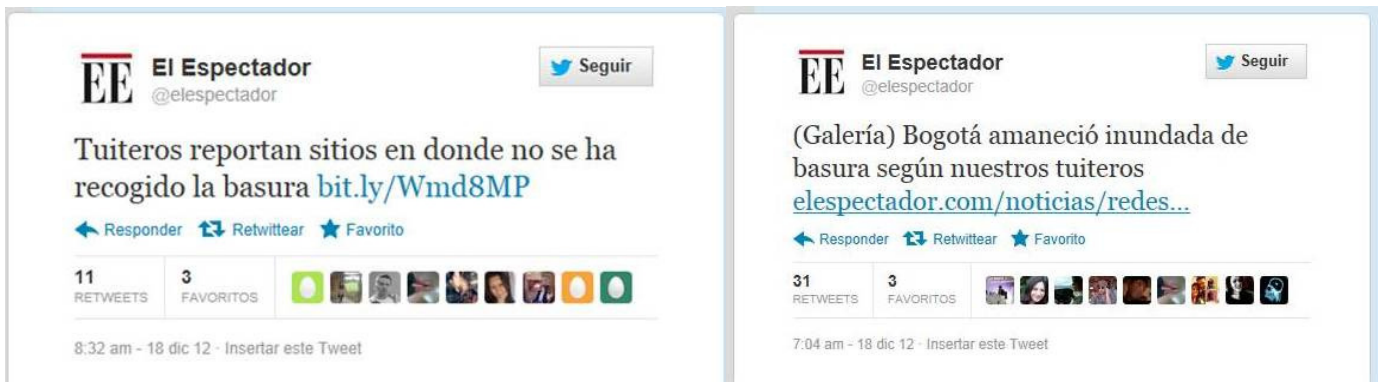 EE
El Espectador
@elespectador
Seguir
Tuiteros reportan sitios en donde no se ha
recogido la basura bit.ly/Wmd8MP
Responder Retwittear Favorito
11
RETWEETS
3
FAVORITOS
8:32 am - 18 dic 12 · Insertar este Tweet
EE
El Espectador
@elespectador
Seguir
(Galería) Bogotá amaneció inundada de
basura según nuestros tuiteros
elespectador.com/noticias/redes...
Responder Retwittear Favorito
31
RETWEETS
3
FAVORITOS
7:04 am - 18 dic 12 · Insertar este Tweet